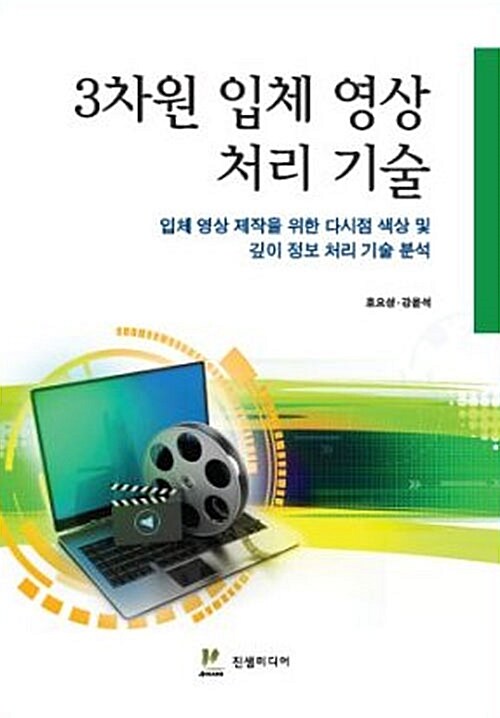 3차원 입체 영상
처리 기술
입체 영상 제작을 위한 다시점 색상 및
깊이 정보 처리 기술 분석
호요성·강윤석
진샘미디어